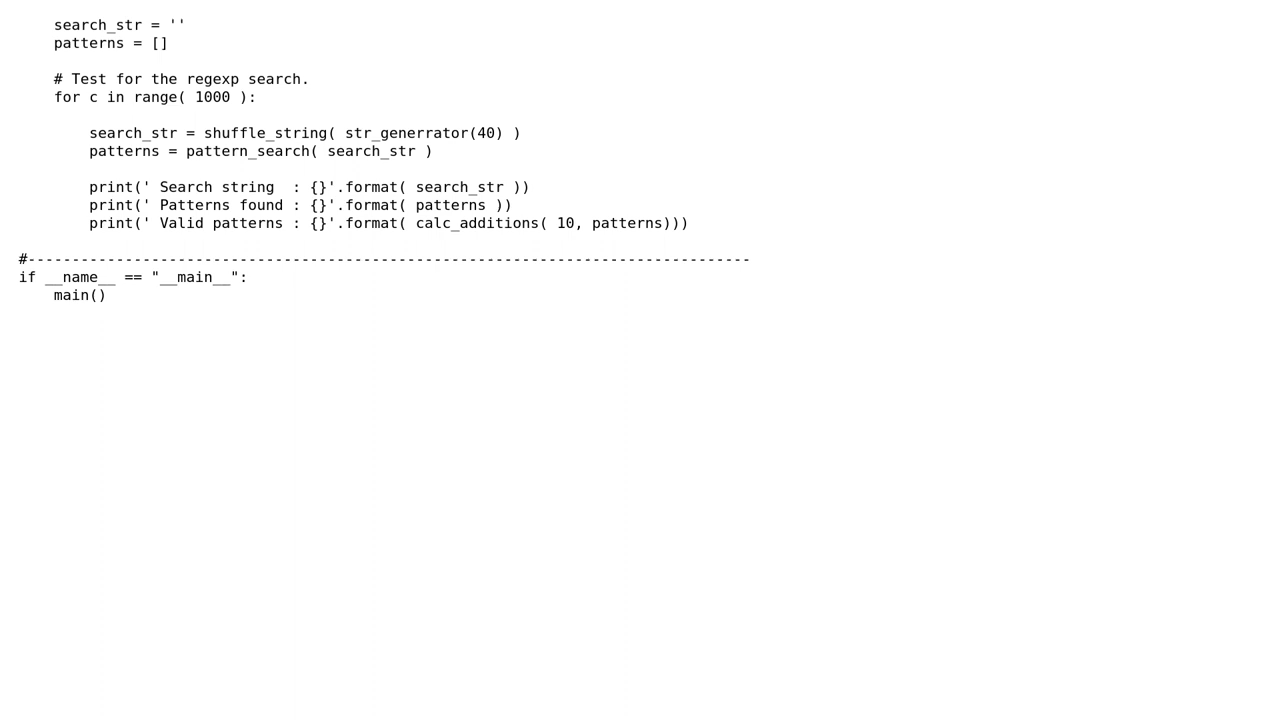 search_str = ''
    patterns = []

    # Test for the regexp search.
    for c in range( 1000 ):

        search_str = shuffle_string( str_generrator(40) )
        patterns = pattern_search( search_str )

        print(' Search string  : {}'.format( search_str ))
        print(' Patterns found : {}'.format( patterns ))
        print(' Valid patterns : {}'.format( calc_additions( 10, patterns)))

#----------------------------------------------------------------------------------
if __name__ == "__main__":
    main()